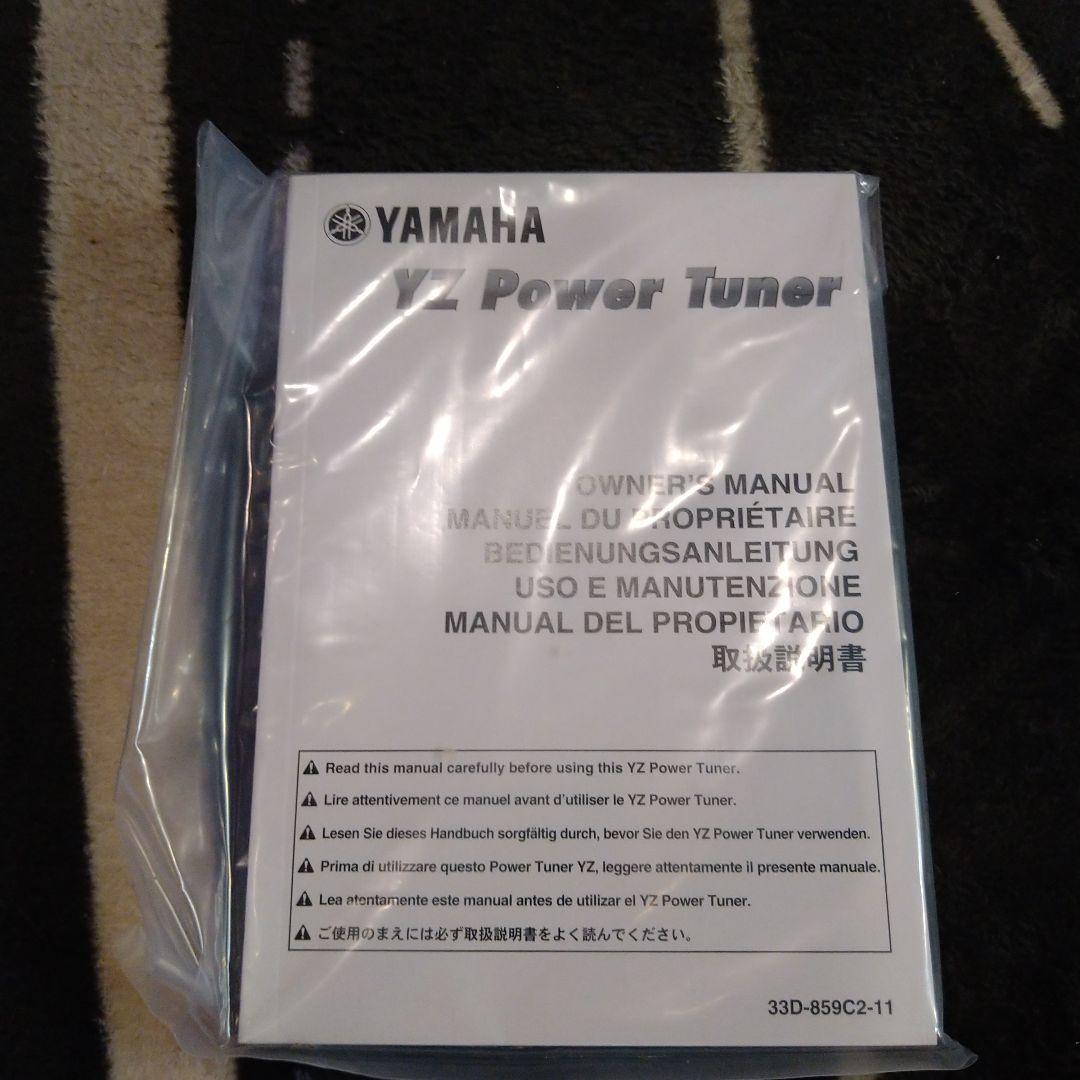 YAMAHA
YZ Power Tuner
OWNER'S MANUAL
MANUEL DU PROPRIÉTAIRE
BEDIENUNGSANLEITUNG
USO E MANUTENZIONE
MANUAL DEL PROPIETARIO
取扱説明書
Read this manual carefully before using this YZ Power Tuner.
Lire attentivement ce manuel avant d'utiliser le YZ Power Tuner.
Lesen Sie dieses Handbuch sorgfältig durch, bevor Sie den YZ Power Tuner verwenden.
Prima di utilizzare questo Power Tuner YZ, leggere attentamente il presente manuale.
Lea atentamente este manual antes de utilizar el YZ Power Tuner.
ご使用のまえには必ず取扱説明書をよく読んでください。
33D-859C2-11